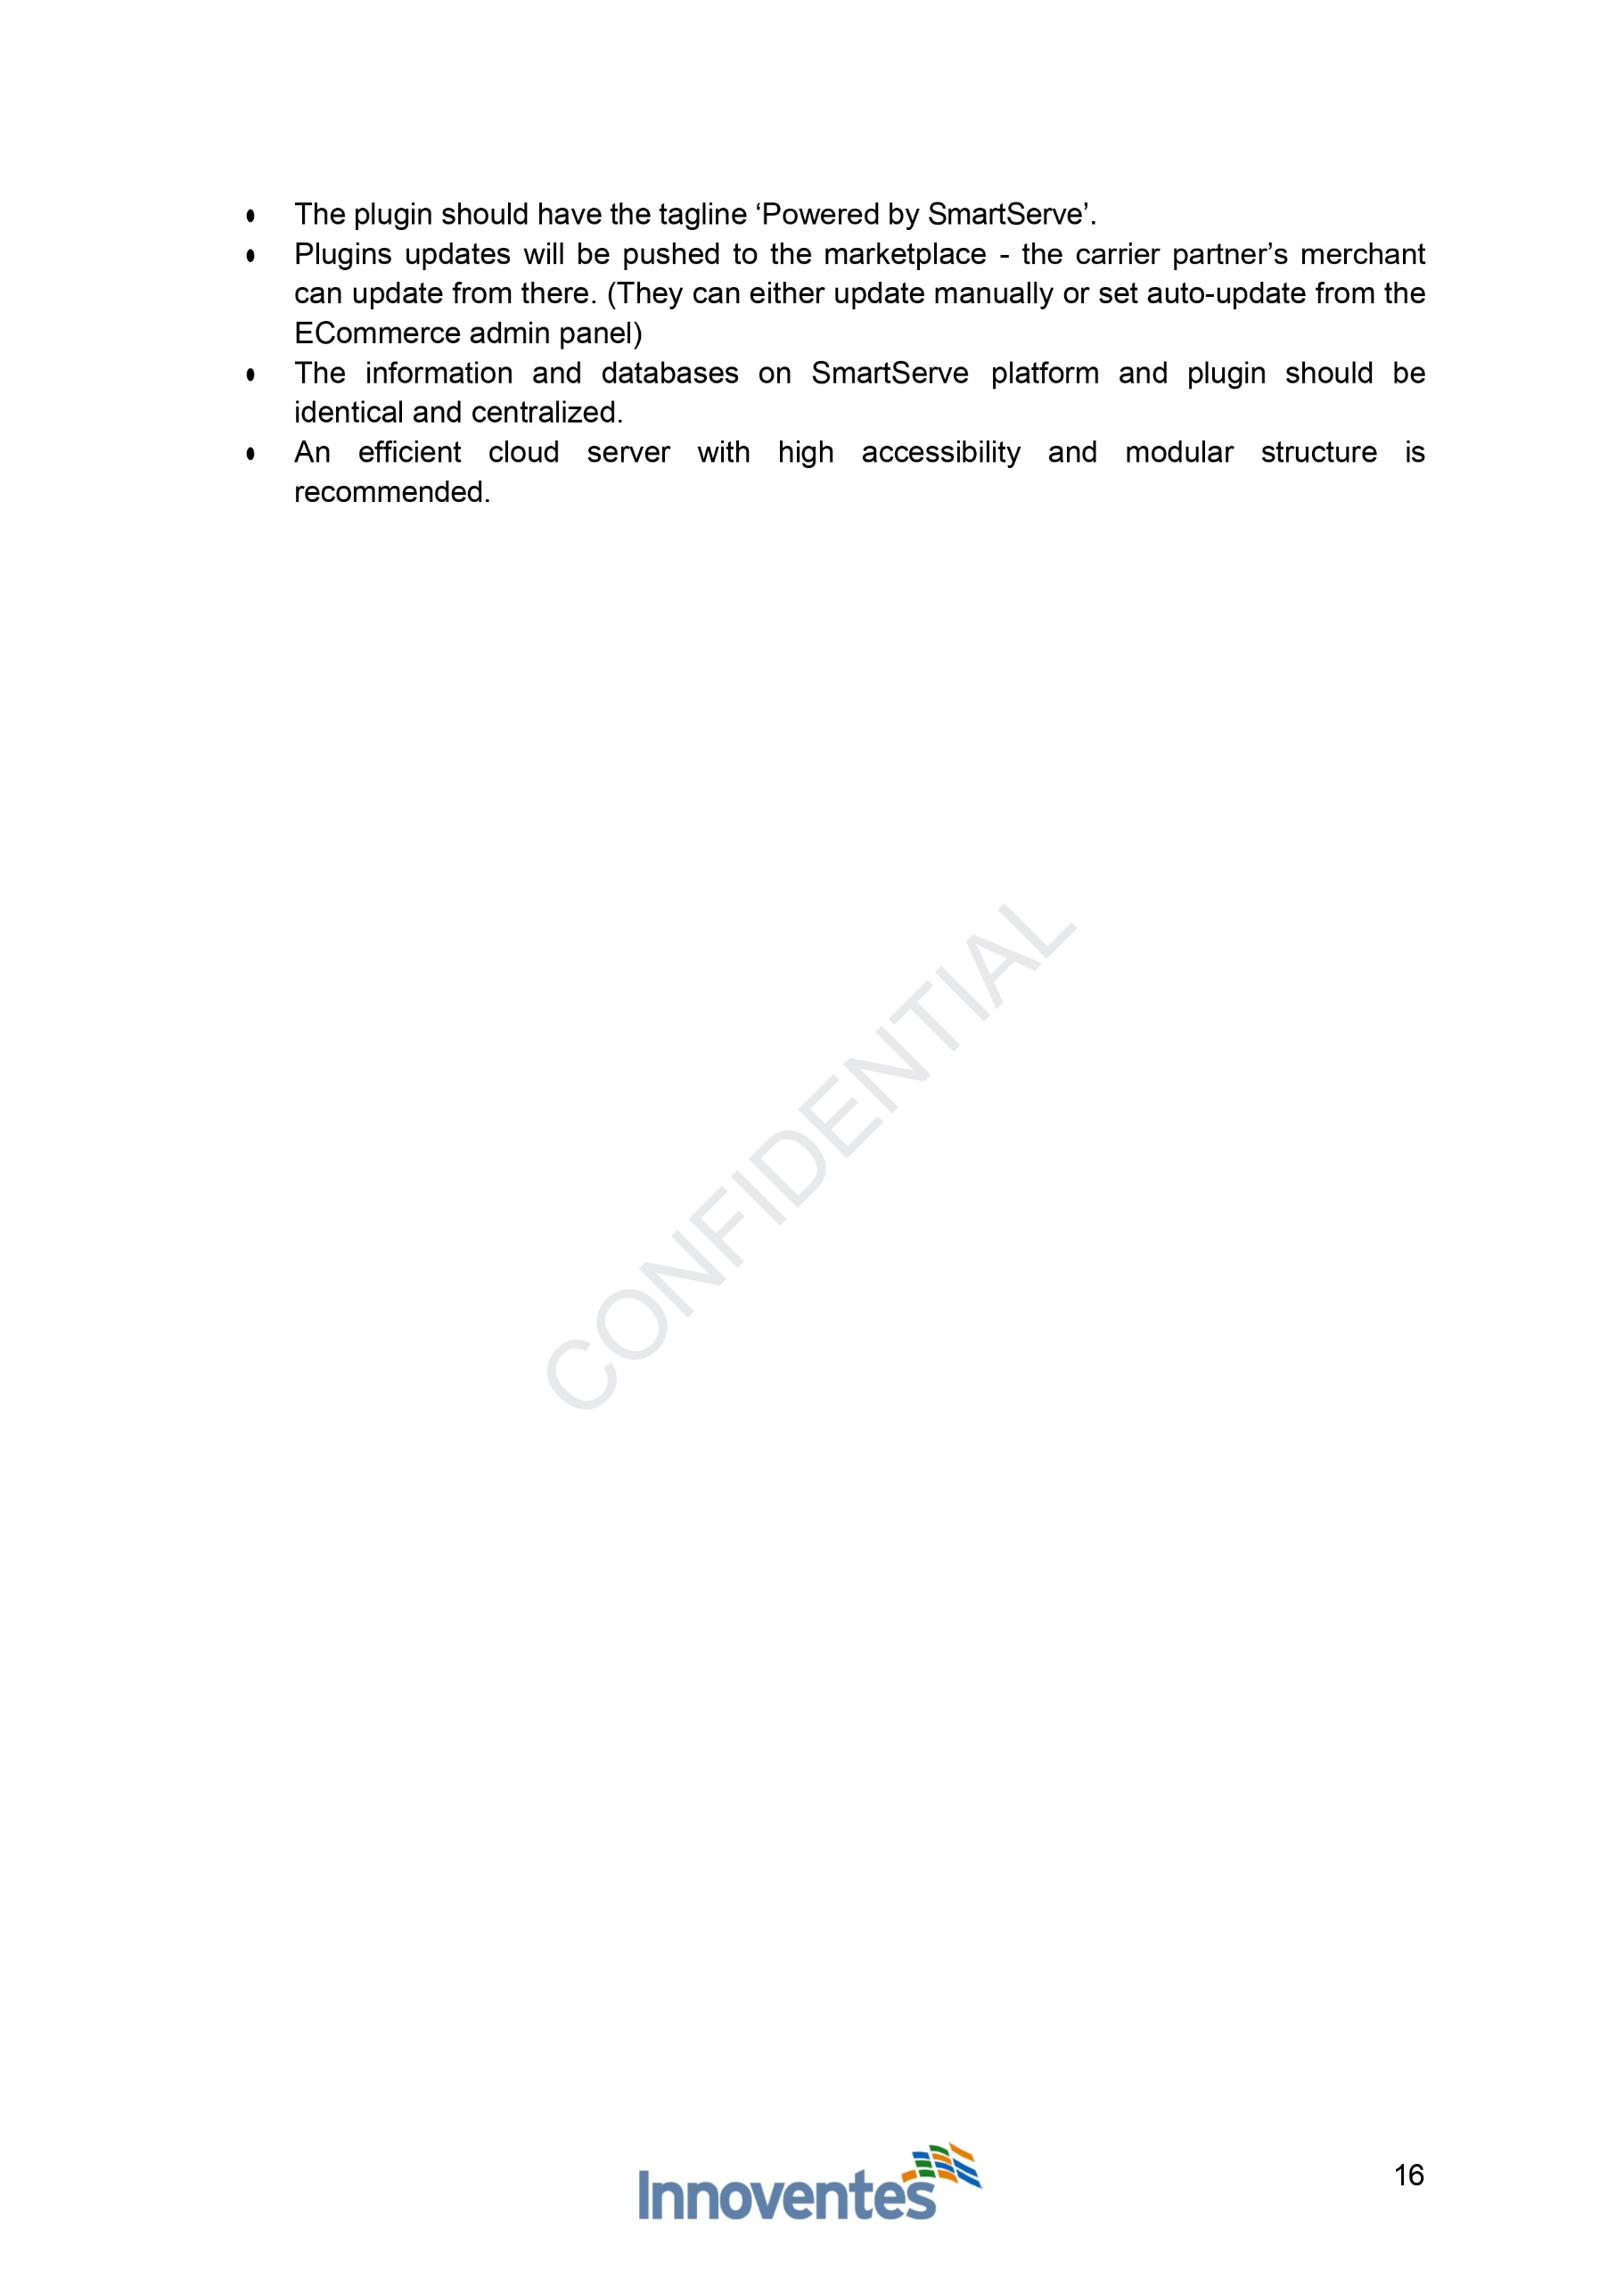 • The plugin should have the tagline ‘Powered by SmartServe’.
• Plugins updates will be pushed to the marketplace - the carrier partner’s merchant
can update from there. (They can either update manually or set auto-update from the
ECommerce admin panel)
• The information and databases on SmartServe platform and plugin should be
identical and centralized.
• An efficient cloud server with high accessibility and modular structure is
recommended.
CONFIDENTIAL
Innoventes
16